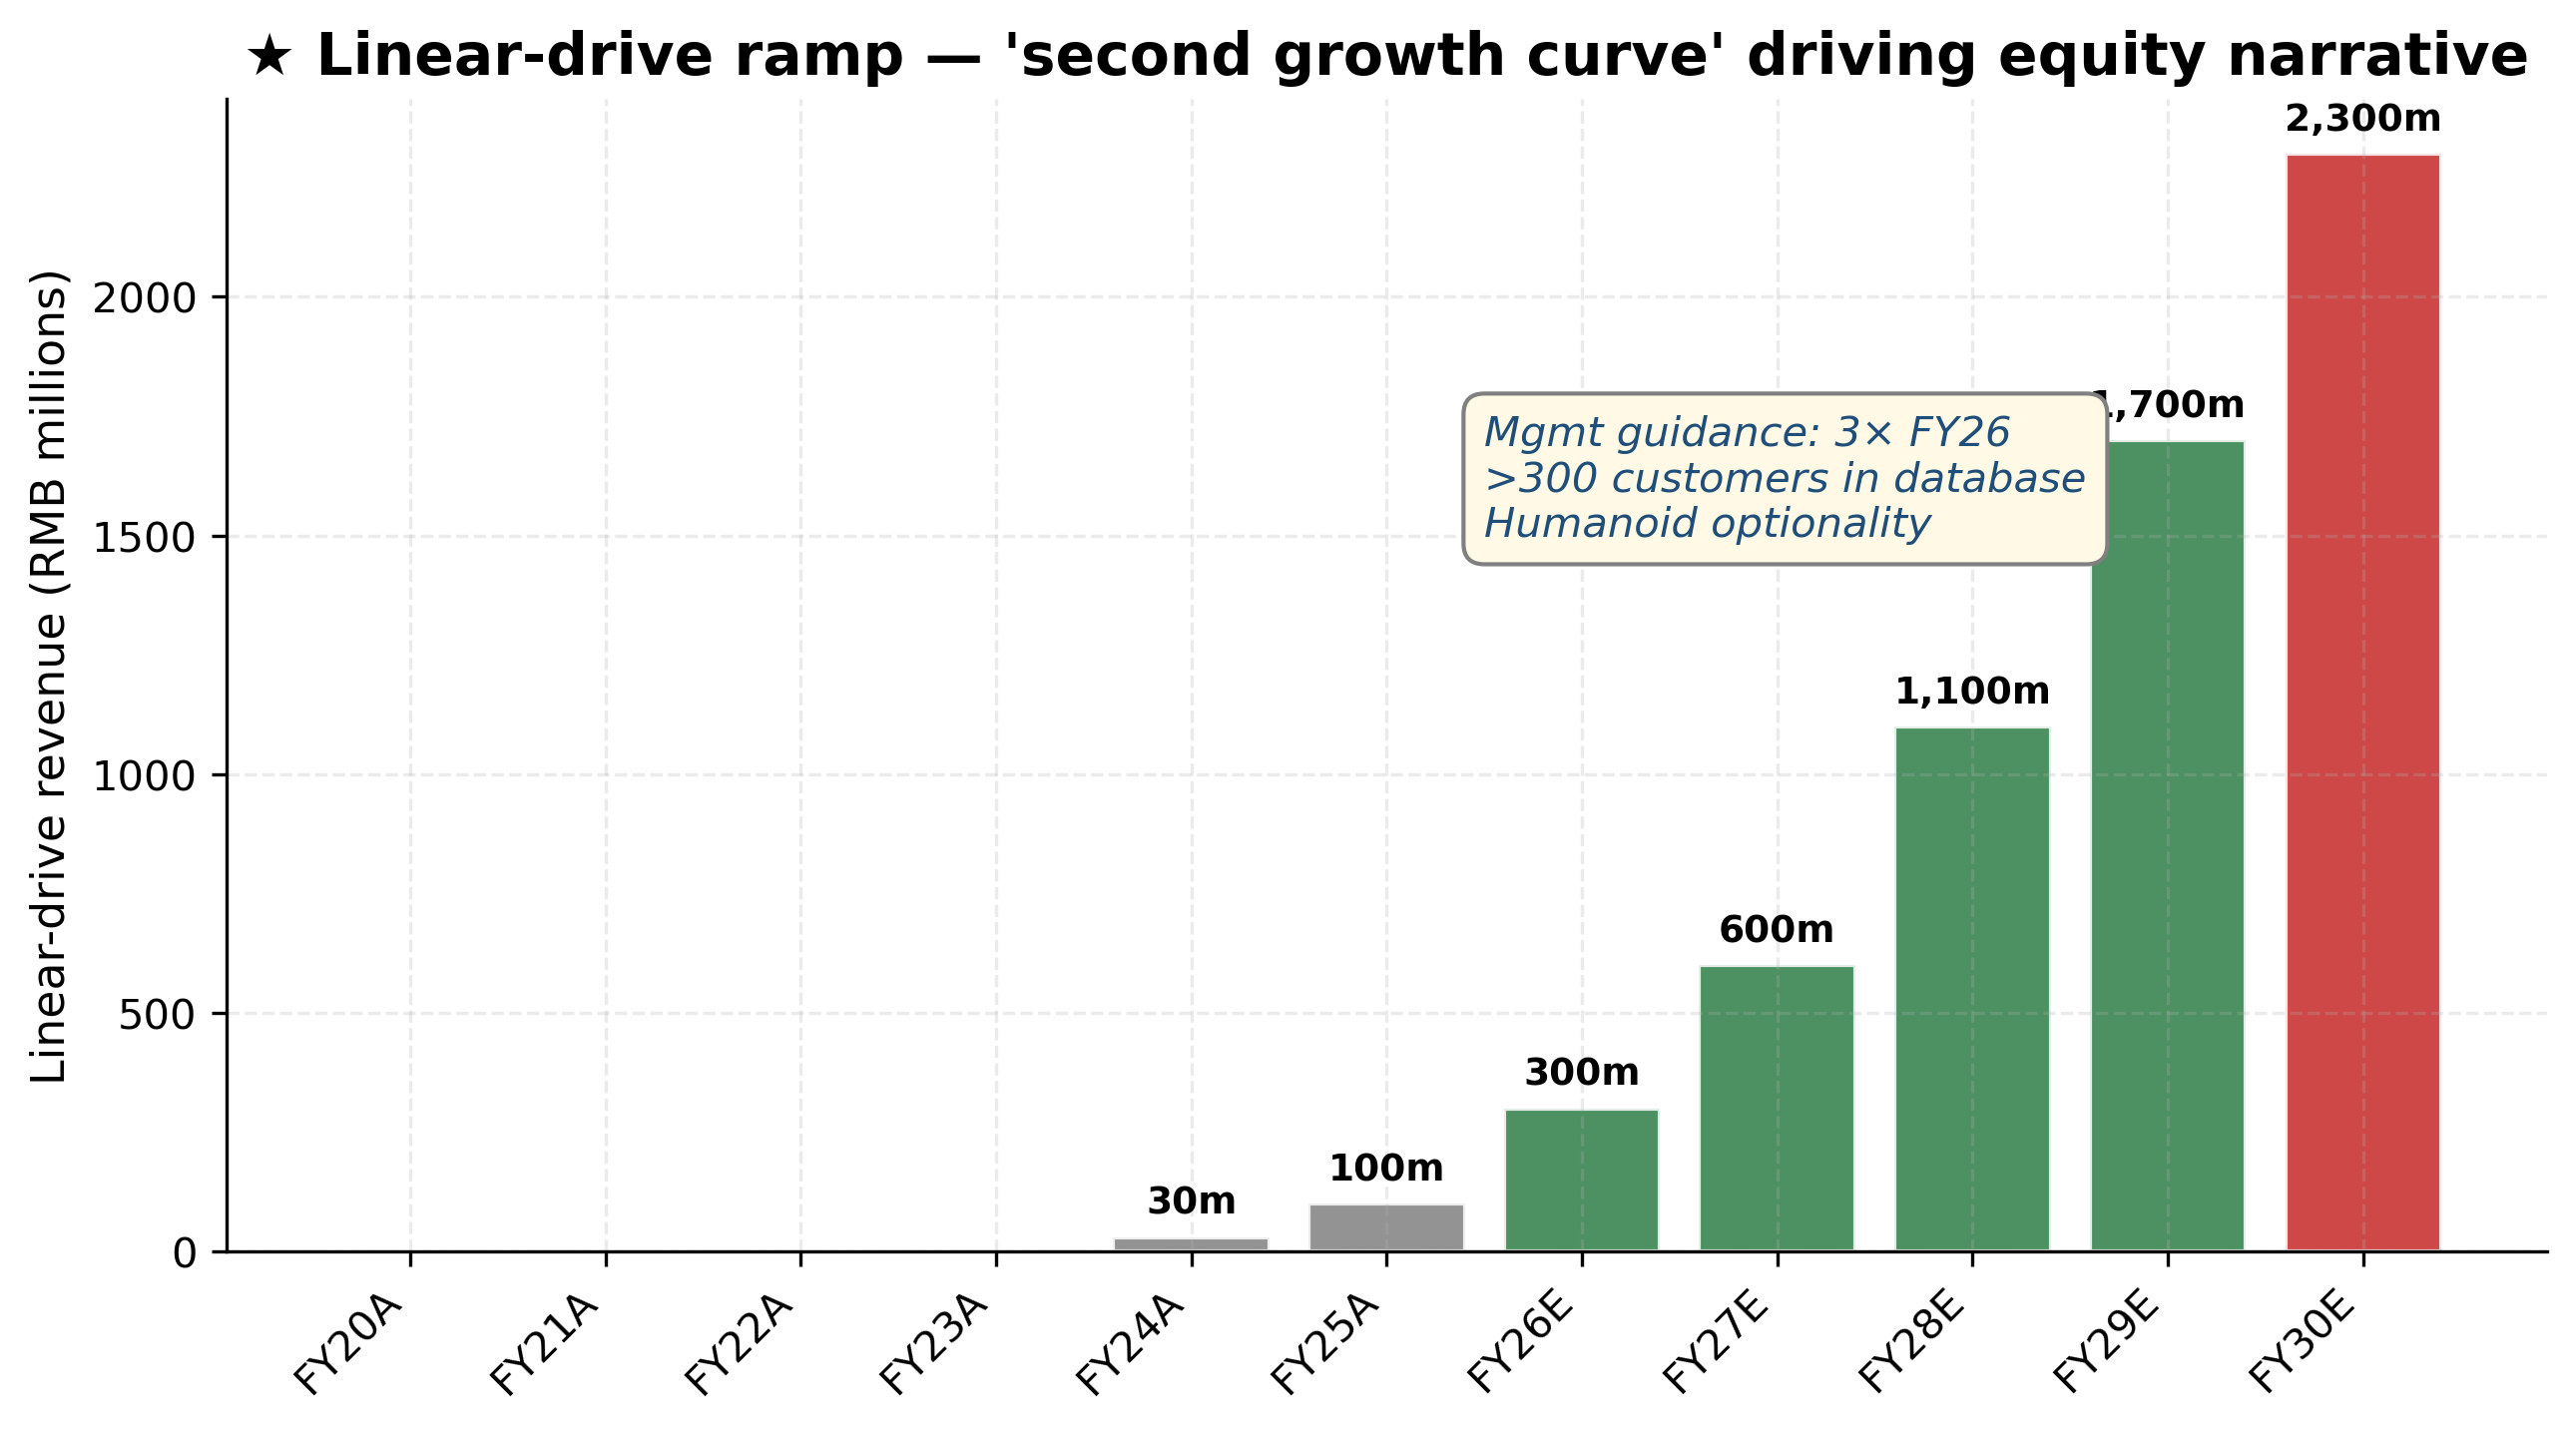 ★ Linear-drive ramp — 'second growth curve' driving equity narrative
Linear-drive revenue (RMB millions)
2000
1500
1000
500
0
30m
100m
300m
600m
1,100m
1,700m
2,300m
Mgmt guidance: 3× FY26
>300 customers in database
Humanoid optionality
FY20A
FY21A
FY22A
FY23A
FY24A
FY25A
FY26E
FY27E
FY28E
FY29E
FY30E